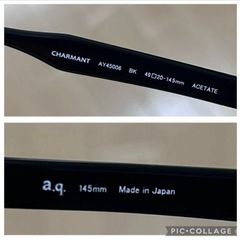 CHARMANT AY45006 BK 49□20-145mm ACETATE
a.q. 145mm Made in Japan
PIC•COLLAGE